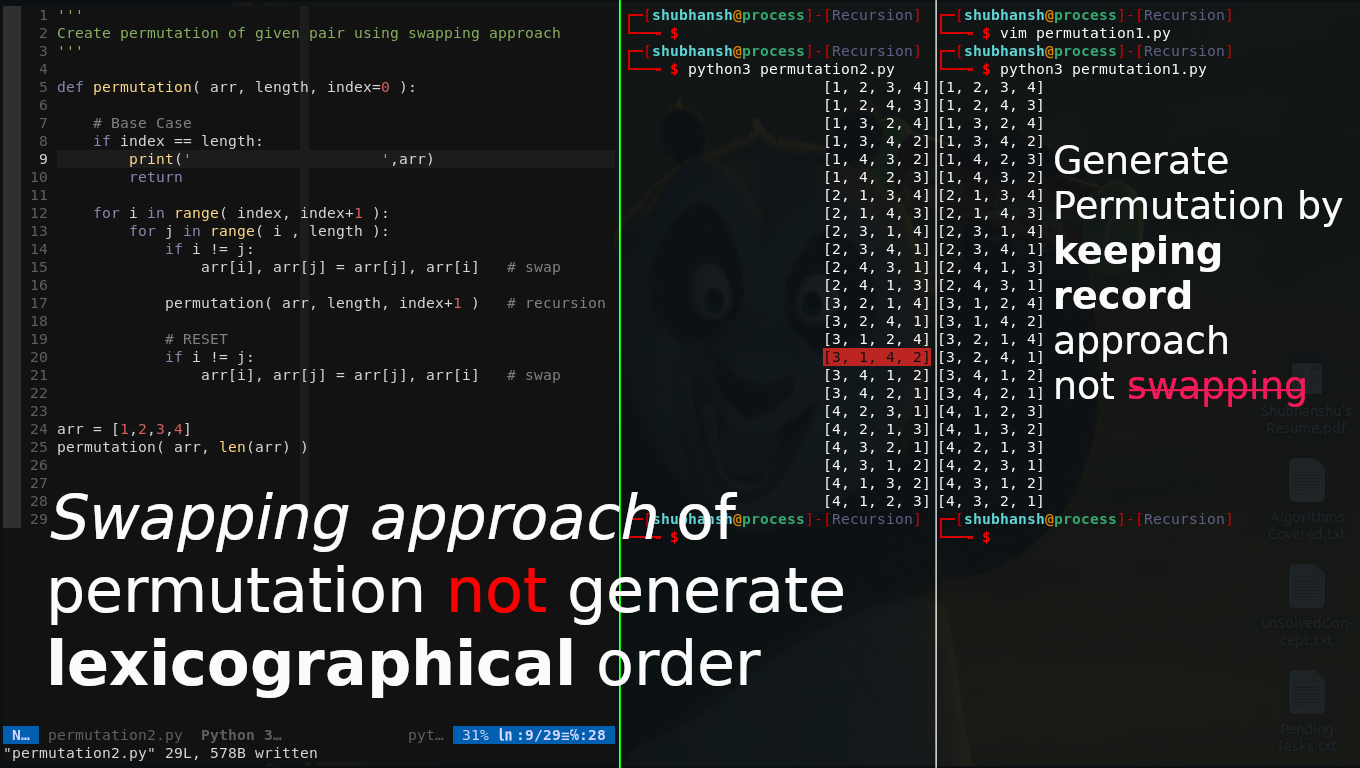 1 '''
2 Create permutation of given pair using swapping approach
3 '''
4
5 def permutation( arr, length, index=0 ):
6
7     # Base Case
8     if index == length:
9         print('                     ',arr)
10         return
11
12     for i in range( index, index+1 ):
13         for j in range( i , length ):
14             if i != j:
15                 arr[i], arr[j] = arr[j], arr[i]   # swap
16
17             permutation( arr, length, index+1 )   # recursion
18
19             # RESET
20             if i != j:
21                 arr[i], arr[j] = arr[j], arr[i]   # swap
22
23
24 arr = [1,2,3,4]
25 permutation( arr, len(arr) )
26
27
28
29
Swapping approach of
permutation not generate
lexicographical order
N… permutation2.py Python 3… pyt… 31% ln:9/29≡℅:28
"permutation2.py" 29L, 578B written
[shubhansh@process]-[Recursion]
$
[shubhansh@process]-[Recursion]
$ python3 permutation2.py
[1, 2, 3, 4]
[1, 2, 4, 3]
[1, 3, 2, 4]
[1, 3, 4, 2]
[1, 4, 3, 2]
[1, 4, 2, 3]
[2, 1, 3, 4]
[2, 1, 4, 3]
[2, 3, 1, 4]
[2, 3, 4, 1]
[2, 4, 3, 1]
[2, 4, 1, 3]
[3, 2, 1, 4]
[3, 2, 4, 1]
[3, 1, 2, 4]
[3, 1, 4, 2]
[3, 4, 1, 2]
[3, 4, 2, 1]
[4, 2, 3, 1]
[4, 2, 1, 3]
[4, 3, 2, 1]
[4, 3, 1, 2]
[4, 1, 3, 2]
[4, 1, 2, 3]
[shubhansh@process]-[Recursion]
$
[shubhansh@process]-[Recursion]
$ vim permutation1.py
[shubhansh@process]-[Recursion]
$ python3 permutation1.py
[1, 2, 3, 4]
[1, 2, 4, 3]
[1, 3, 2, 4]
[1, 3, 4, 2]
[1, 4, 2, 3]
[1, 4, 3, 2]
[2, 1, 3, 4]
[2, 1, 4, 3]
[2, 3, 1, 4]
[2, 3, 4, 1]
[2, 4, 1, 3]
[2, 4, 3, 1]
[3, 1, 2, 4]
[3, 1, 4, 2]
[3, 2, 1, 4]
[3, 2, 4, 1]
[3, 4, 1, 2]
[3, 4, 2, 1]
[4, 1, 2, 3]
[4, 1, 3, 2]
[4, 2, 1, 3]
[4, 2, 3, 1]
[4, 3, 1, 2]
[4, 3, 2, 1]
[shubhansh@process]-[Recursion]
$
Generate
Permutation by
keeping
record
approach
not swapping
Shubhanshu's
Resume.pdf
Algorithms
Covered.txt
unSolvedCon-
cept.txt
Pending
Tasks.txt